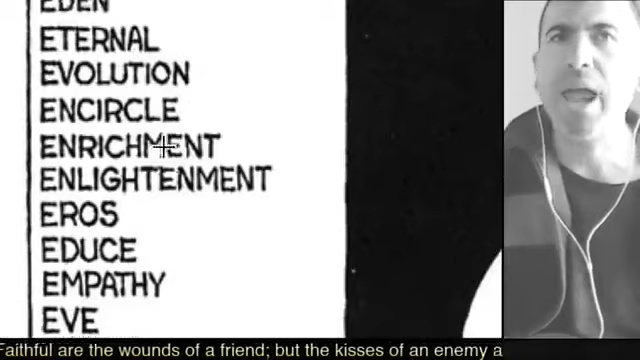 EDEN
ETERNAL
EVOLUTION
ENCIRCLE
ENRICHMENT
ENLIGHTENMENT
EROS
EDUCE
EMPATHY
EVE
Faithful are the wounds of a friend; but the kisses of an enemy a